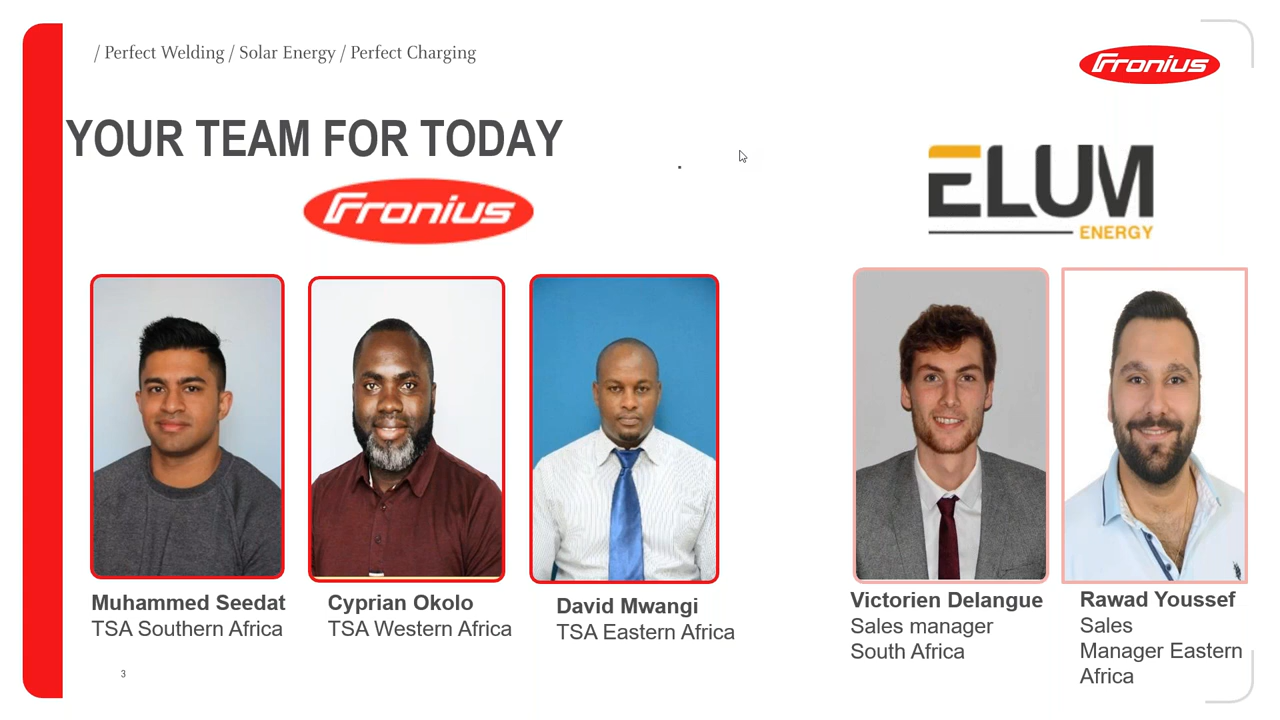 / Perfect Welding / Solar Energy / Perfect Charging
Fronius
YOUR TEAM FOR TODAY
Fronius
ELUM
ENERGY
Muhammed Seedat
TSA Southern Africa
Cyprian Okolo
TSA Western Africa
David Mwangi
TSA Eastern Africa
Victorien Delangue
Sales manager
South Africa
Rawad Youssef
Sales
Manager Eastern
Africa
3